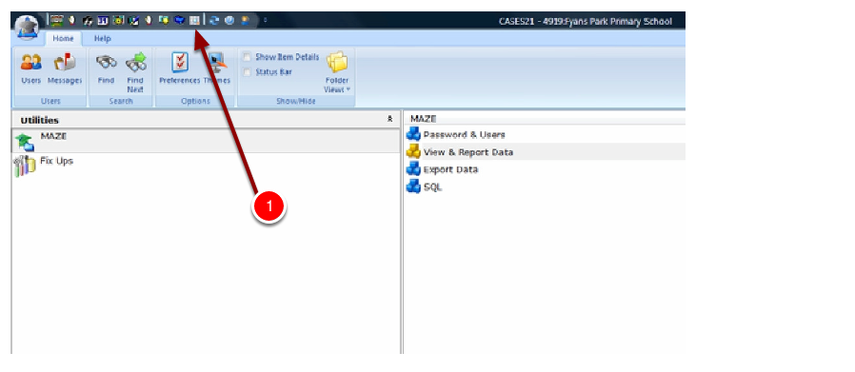 CASES21 - 4919:Fyans Park Primary School
Home Help
Users Messages Find Find Next Preferences Themes Show Item Details Status Bar Folder Views
Users Search Options Show/Hide
Utilities
MAZE
Fix Ups
MAZE
Password & Users
View & Report Data
Export Data
SQL
1